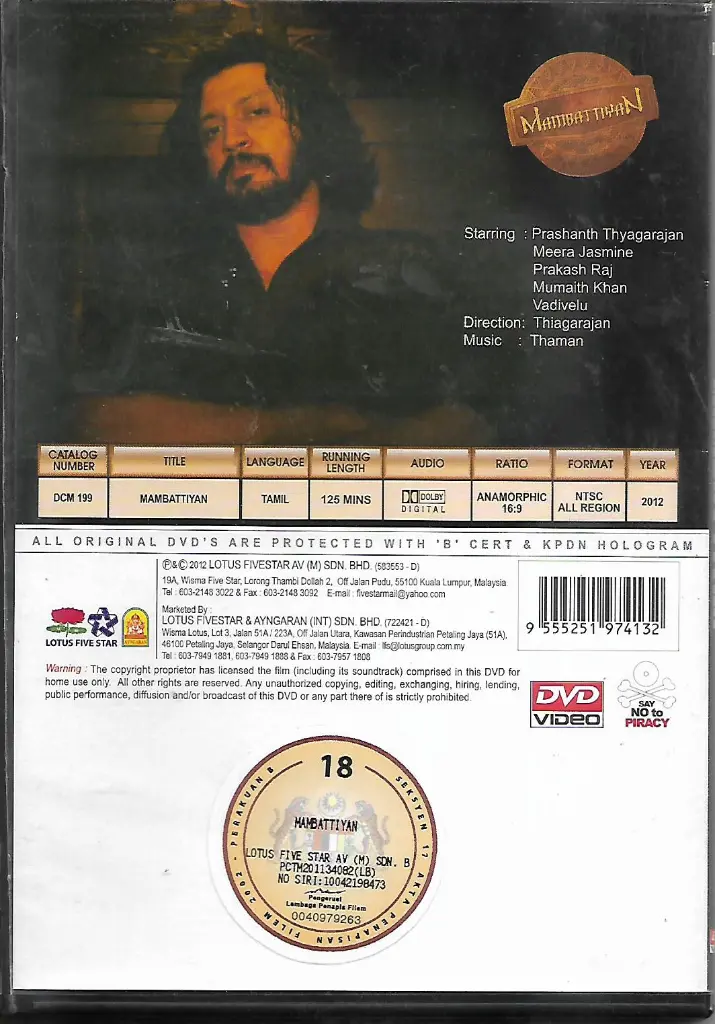 MAMBATTIYAN
Starring : Prashanth Thyagarajan
Meera Jasmine
Prakash Raj
Mumaith Khan
Vadivelu
Direction: Thiagarajan
Music : Thaman
CATALOG NUMBER TITLE LANGUAGE RUNNING LENGTH AUDIO RATIO FORMAT YEAR
DCM 199 MAMBATTIYAN TAMIL 125 MINS DOLBY DIGITAL ANAMORPHIC 16:9 NTSC ALL REGION 2012
ALL ORIGINAL DVD'S ARE PROTECTED WITH 'B' CERT & KPDN HOLOGRAM
℗&© 2012 LOTUS FIVESTAR AV (M) SDN. BHD. (583553 - D)
19A, Wisma Five Star, Lorong Thambi Dollah 2, Off Jalan Pudu, 55100 Kuala Lumpur, Malaysia
Tel : 603-2148 3022 & Fax : 603-2148 3092 E-mail : fivestarmail@yahoo.com
Marketed By :
LOTUS FIVESTAR & AYNGARAN (INT) SDN. BHD. (722421 - D)
Wisma Lotus, Lot 3, Jalan 51A / 223A, Off Jalan Utara, Kawasan Perindustrian Petaling Jaya (51A),
46100 Petaling Jaya, Selangor Darul Ehsan, Malaysia. E-mail : lfs@lotusgroup.com.my
Tel : 603-7949 1881, 603-7949 1888 & Fax : 603-7957 1808
LOTUS FIVE STAR AYNGARAN
9 555251 974132
Warning : The copyright proprietor has licensed the film (including its soundtrack) comprised in this DVD for
home use only. All other rights are reserved. Any unauthorized copying, editing, exchanging, hiring, lending,
public performance, diffusion and/or broadcast of this DVD or any part there of is strictly prohibited.
DVD
VIDEO
SAY
NO to
PIRACY
18
PERAKUAN B - SEKSYEN 17 AKTA PENAPISAN FILEM 2002 -
MAMBATTIYAN
LOTUS FIVE STAR AV (M) SDN. B
PCTM201134082(LB)
NO SIRI:10042198473
Pengerusi
Lembaga Penapis Filem
0040979263